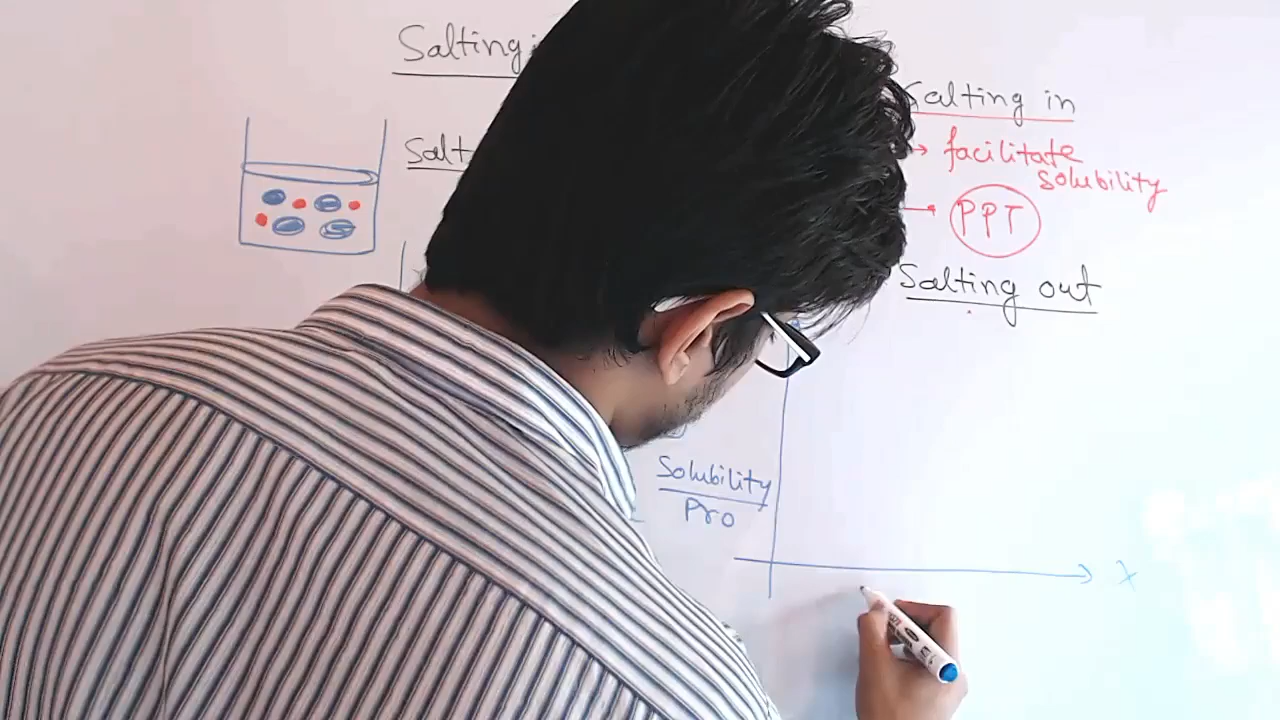 Salting
Salt
Salting in
→ facilitate
solubility
→ PPT
Salting out
Solubility
Pro
X